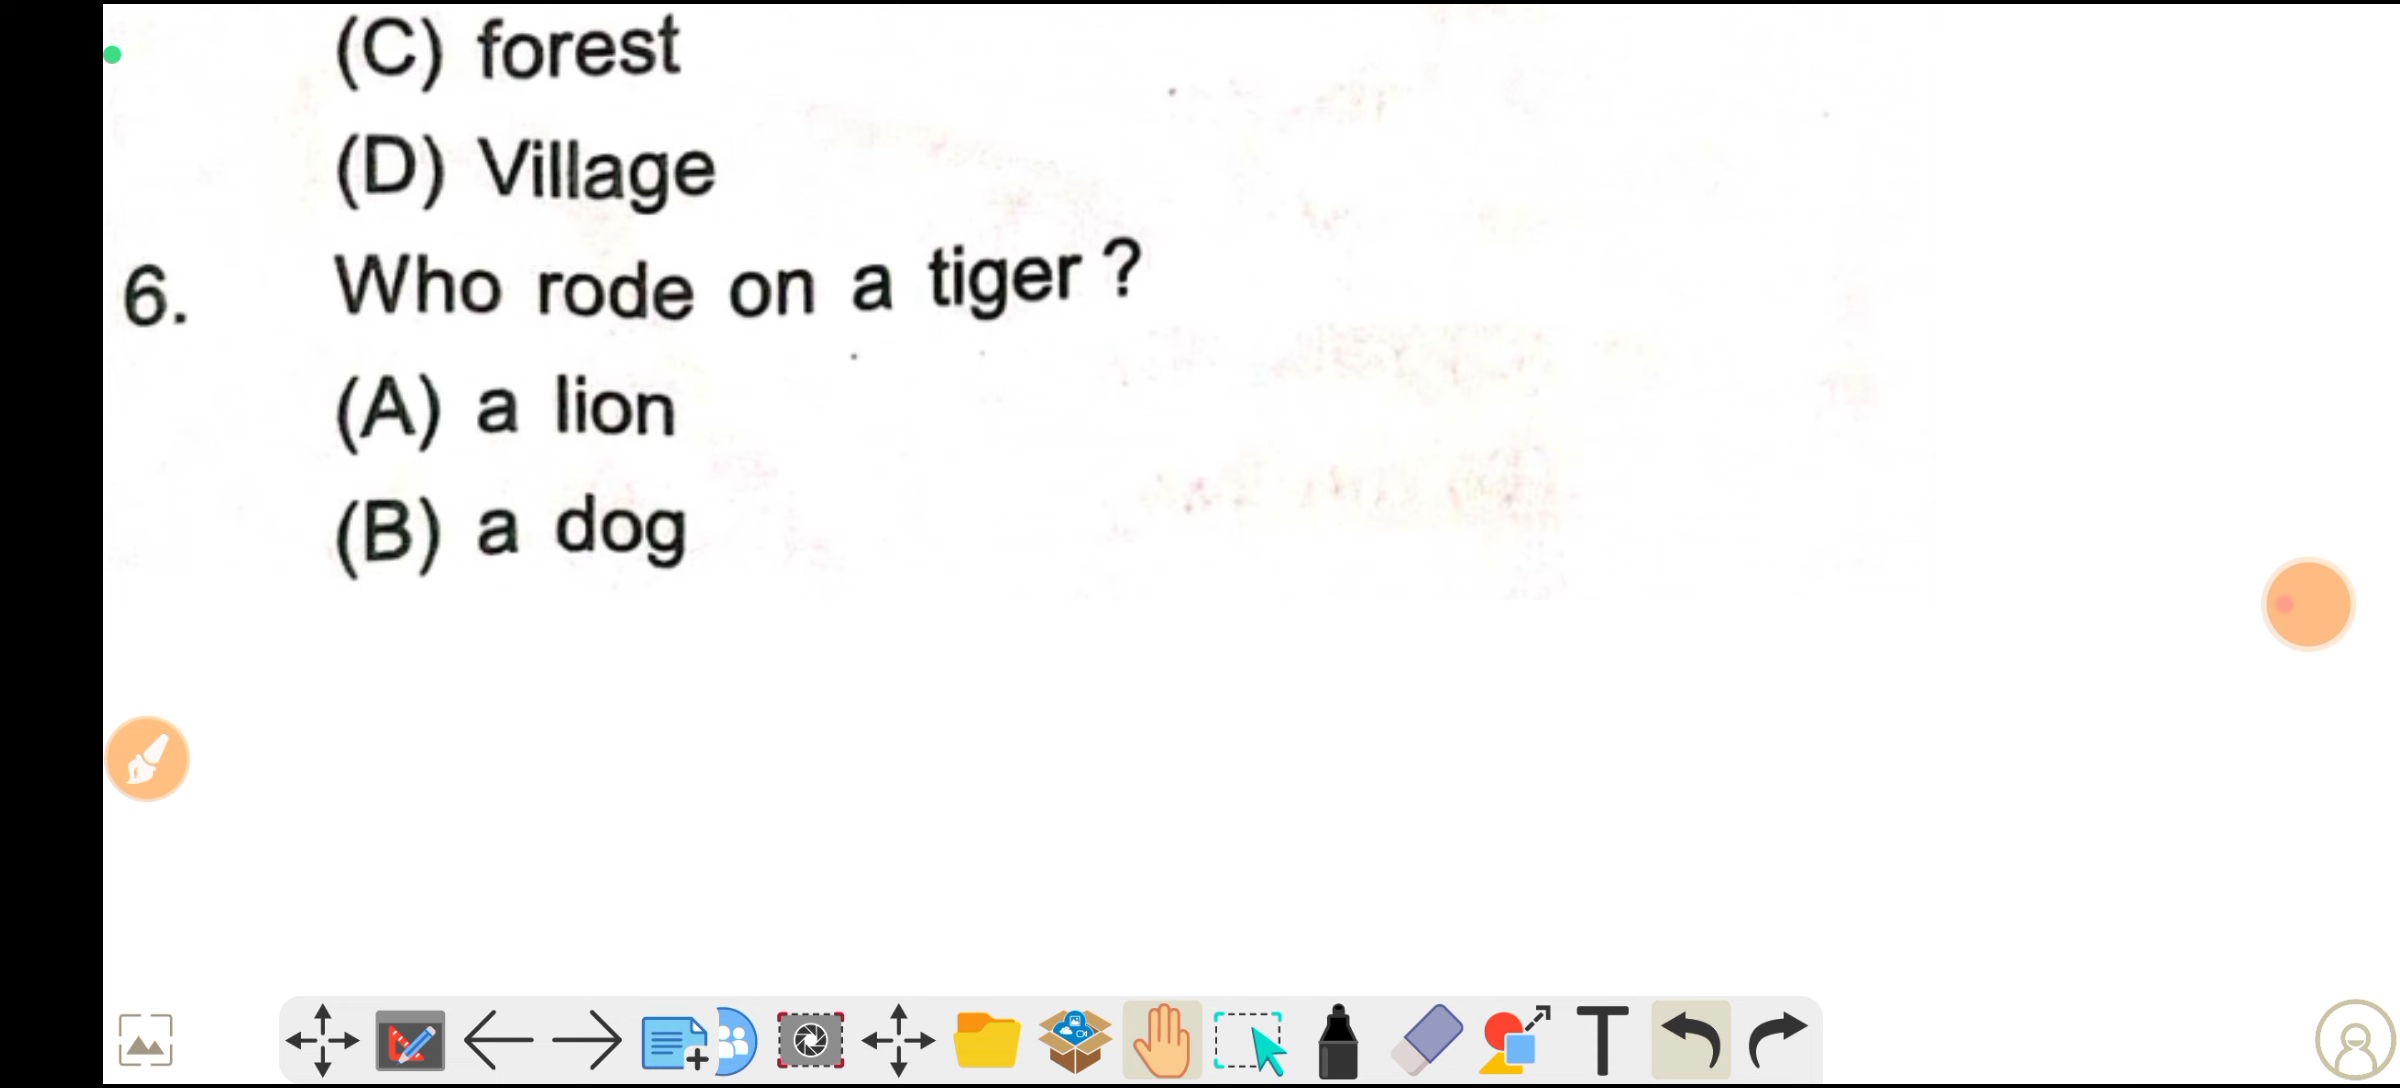 (C) forest
(D) Village
6. Who rode on a tiger ?
(A) a lion
(B) a dog